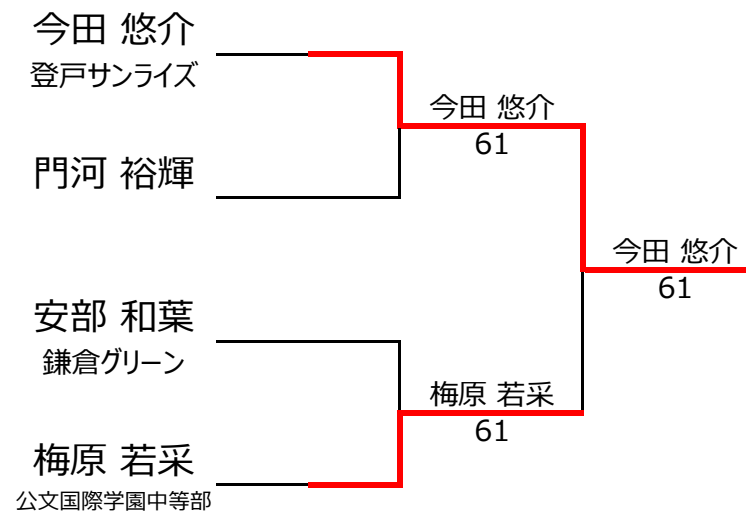 今田 悠介
登戸サンライズ
門河 裕輝
安部 和葉
鎌倉グリーン
梅原 若采
公文国際学園中等部
今田 悠介
61
梅原 若采
61
今田 悠介
61